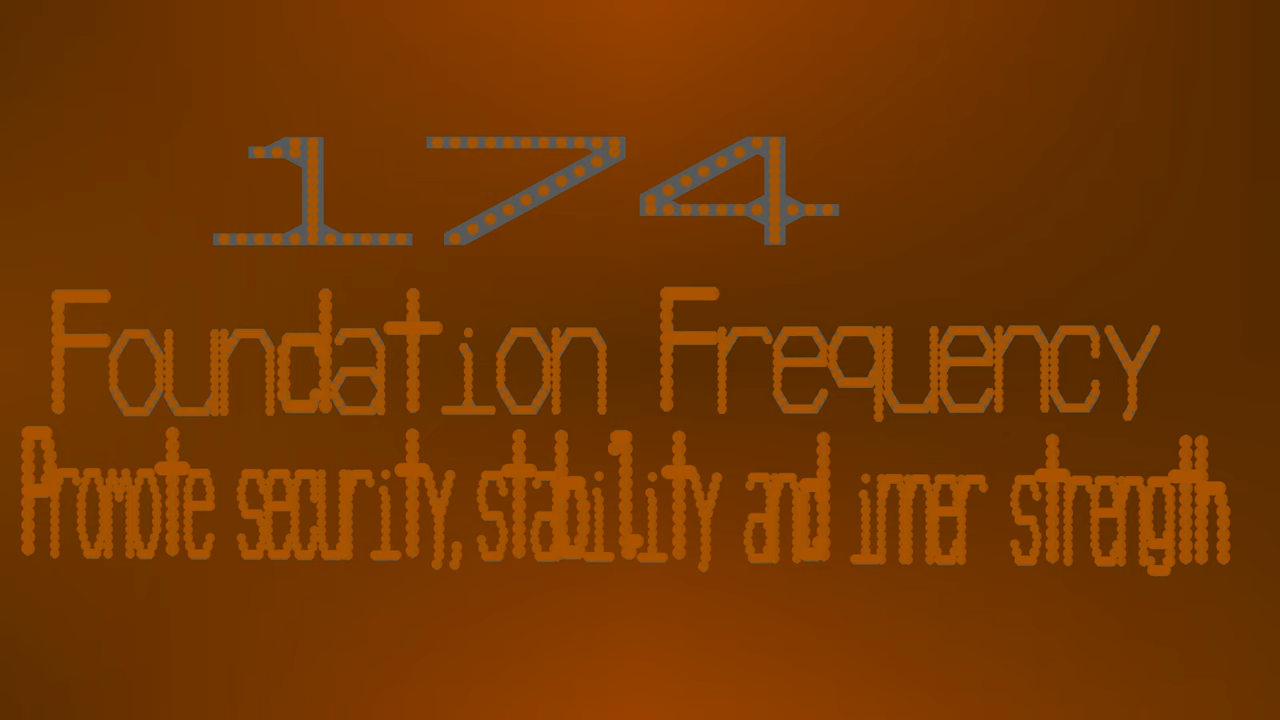 174
Foundation Frequency
Promote security, stability and inner strength